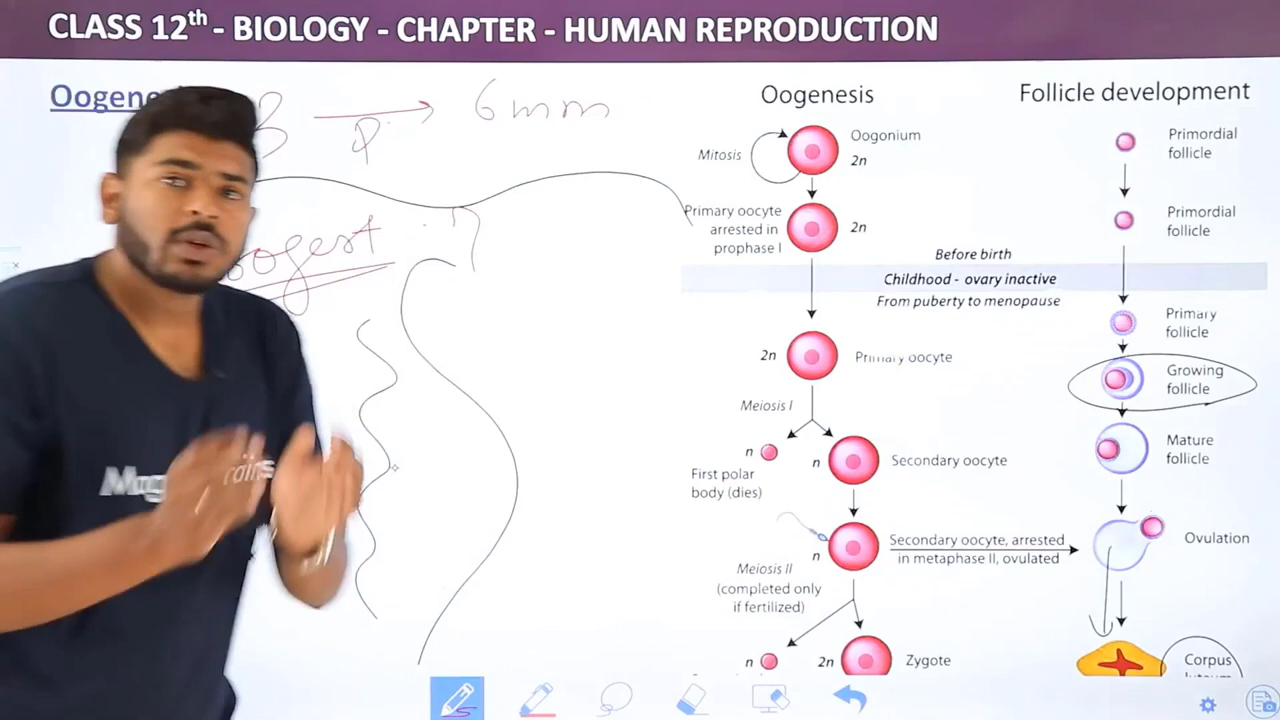 CLASS 12th - BIOLOGY - CHAPTER - HUMAN REPRODUCTION
6mm
Oogenesis
Mitosis
Oogonium
2n
Primary oocyte
arrested in
prophase I
2n
Before birth
Childhood - ovary inactive
From puberty to menopause
2n
Primary oocyte
Meiosis I
n
First polar
body (dies)
n
Secondary oocyte
n
Secondary oocyte, arrested
in metaphase II, ovulated
Meiosis II
(completed only
if fertilized)
n
2n
Zygote
Follicle development
Primordial
follicle
Primordial
follicle
Primary
follicle
Growing
follicle
Mature
follicle
Ovulation
Corpus